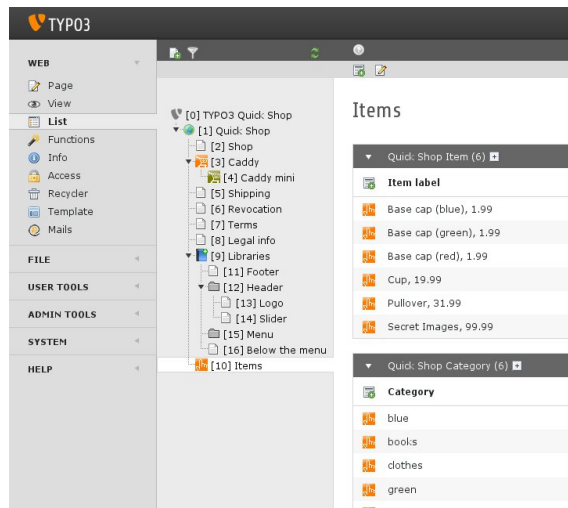 TYPO3
WEB
Page
View
List
Functions
Info
Access
Recycler
Template
Mails
FILE
USER TOOLS
ADMIN TOOLS
SYSTEM
HELP
[0] TYPO3 Quick Shop
[1] Quick Shop
[2] Shop
[3] Caddy
[4] Caddy mini
[5] Shipping
[6] Revocation
[7] Terms
[8] Legal info
[9] Libraries
[11] Footer
[12] Header
[13] Logo
[14] Slider
[15] Menu
[16] Below the menu
[10] Items
Items
Quick Shop Item (6)
Item label
Base cap (blue), 1.99
Base cap (green), 1.99
Base cap (red), 1.99
Cup, 19.99
Pullover, 31.99
Secret Images, 99.99
Quick Shop Category (6)
Category
blue
books
clothes
green